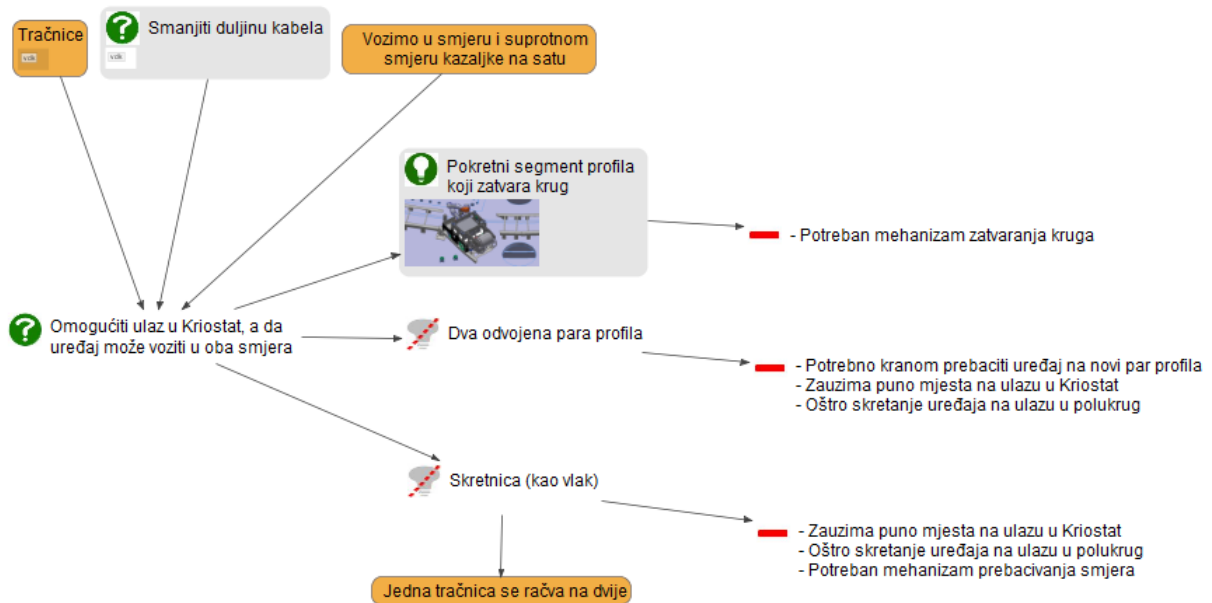 Tračnice
vzik
Smanjiti duljinu kabela
vzik
Vozimo u smjeru i suprotnom
smjeru kazaljke na satu
Pokretni segment profila
koji zatvara krug
- Potreban mehanizam zatvaranja kruga
Omogućiti ulaz u Kriostat, a da
uređaj može voziti u oba smjera
Dva odvojena para profila
- Potrebno kranom prebaciti uređaj na novi par profila
- Zauzima puno mjesta na ulazu u Kriostat
- Oštro skretanje uređaja na ulazu u polukrug
Skretnica (kao vlak)
- Zauzima puno mjesta na ulazu u Kriostat
- Oštro skretanje uređaja na ulazu u polukrug
- Potreban mehanizam prebacivanja smjera
Jedna tračnica se račva na dvije